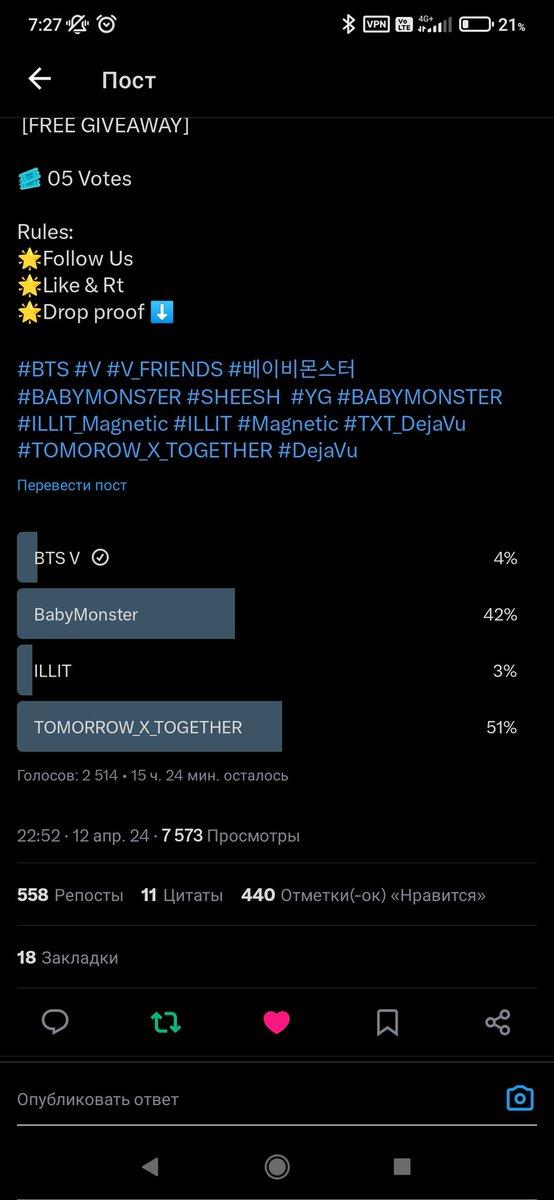 7:27 VPN Vo LTE 4G+ 21%
Пост
[FREE GIVEAWAY]
🎟️ 05 Votes
Rules:
🌟Follow Us
🌟Like & Rt
🌟Drop proof ⬇️
#BTS #V #V_FRIENDS #베이비몬스터
#BABYMONS7ER #SHEESH #YG #BABYMONSTER
#ILLIT_Magnetic #ILLIT #Magnetic #TXT_DejaVu
#TOMOROW_X_TOGETHER #DejaVu
Перевести пост
BTS V 4%
BabyMonster 42%
ILLIT 3%
TOMORROW_X_TOGETHER 51%
Голосов: 2 514 • 15 ч. 24 мин. осталось
22:52 · 12 апр. 24 · 7 573 Просмотры
558 Репосты 11 Цитаты 440 Отметки(-ок) «Нравится»
18 Закладки
Опубликовать ответ